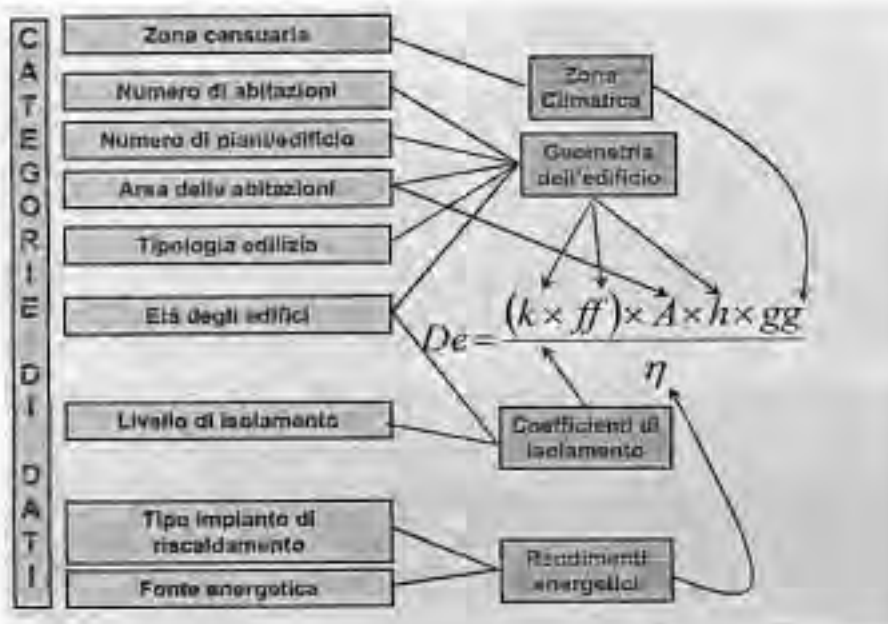 CATEGORIE DI DATI
Zona censuaria
Numero di abitazioni
Numero di piani/edificio
Area delle abitazioni
Tipologia edilizia
Età degli edifici
Livello di isolamento
Tipo impianto di
riscaldamento
Fonte energetica
Zona
Climatica
Geometria
dell'edificio
De = (k × ff) × A × h × gg
η
Coefficienti di
isolamento
Rendimenti
energetici